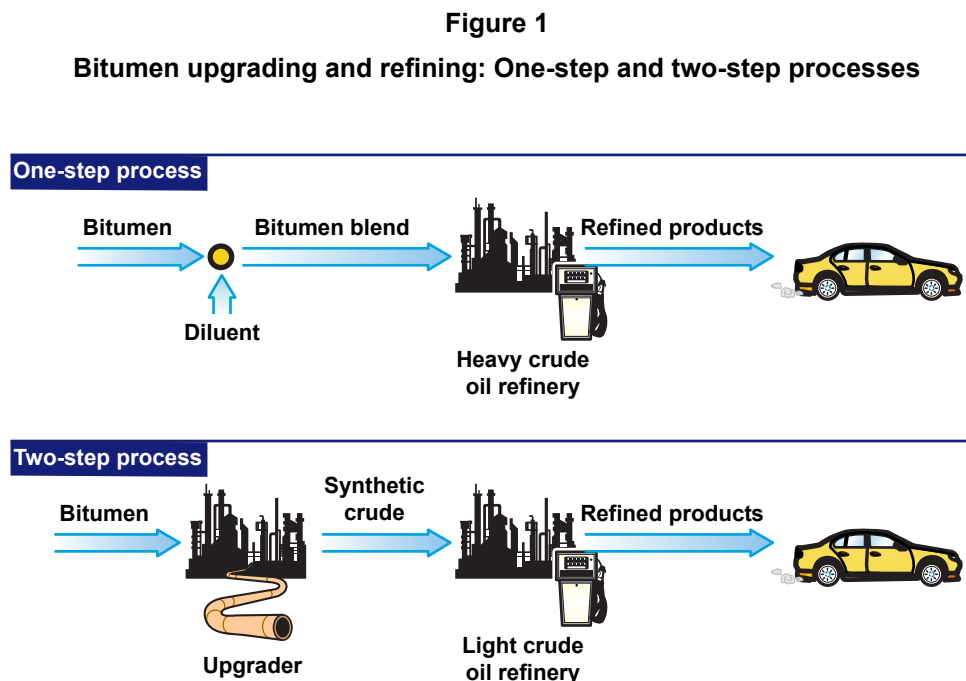 Figure 1
Bitumen upgrading and refining: One-step and two-step processes
One-step process
Bitumen
Bitumen blend
Refined products
Diluent
Heavy crude
oil refinery
Two-step process
Bitumen
Synthetic
crude
Refined products
Upgrader
Light crude
oil refinery